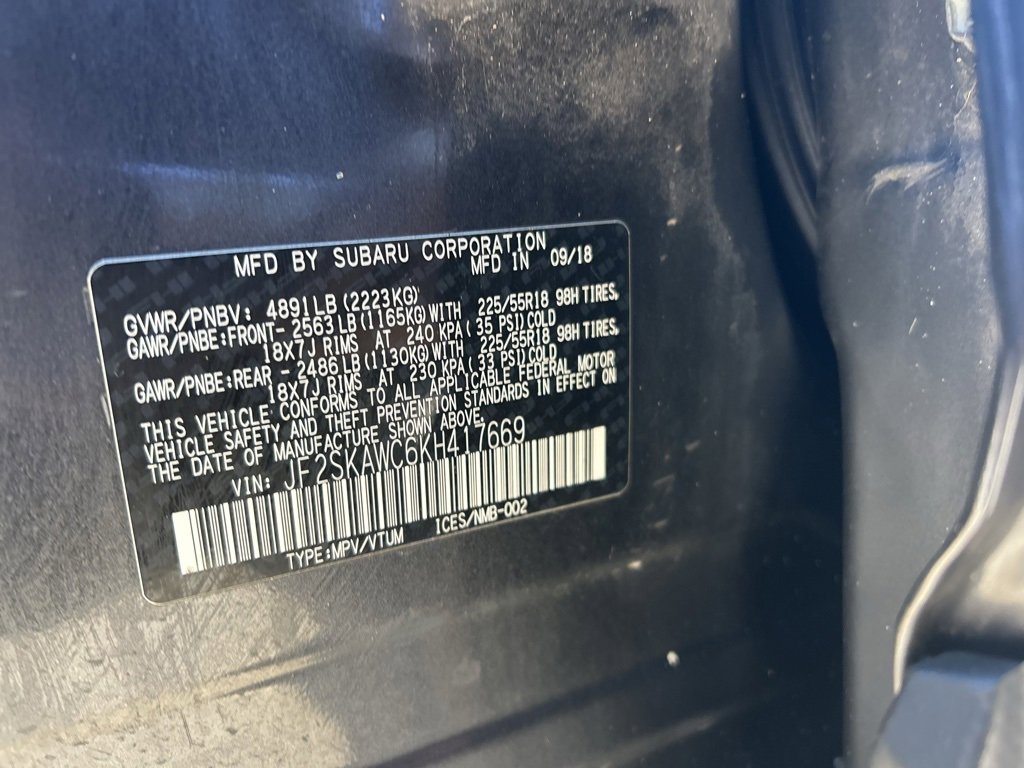 MFD BY SUBARU CORPORATION
MFD IN 09/18
GVWR/PNBV: 4891LB (2223KG)
GAWR/PNBE:FRONT- 2563LB (1165KG) WITH 225/55R18 98H TIRES,
18X7J RIMS AT 240 KPA (35 PSI) COLD
GAWR/PNBE:REAR - 2486LB (1130KG) WITH 225/55R18 98H TIRES,
18X7J RIMS AT 230 KPA (33 PSI) COLD
THIS VEHICLE CONFORMS TO ALL APPLICABLE FEDERAL MOTOR
VEHICLE SAFETY AND THEFT PREVENTION STANDARDS IN EFFECT ON
THE DATE OF MANUFACTURE SHOWN ABOVE.
VIN: JF2SKAWC6KH417669
TYPE:MPV/VTUM ICES/NMB-002